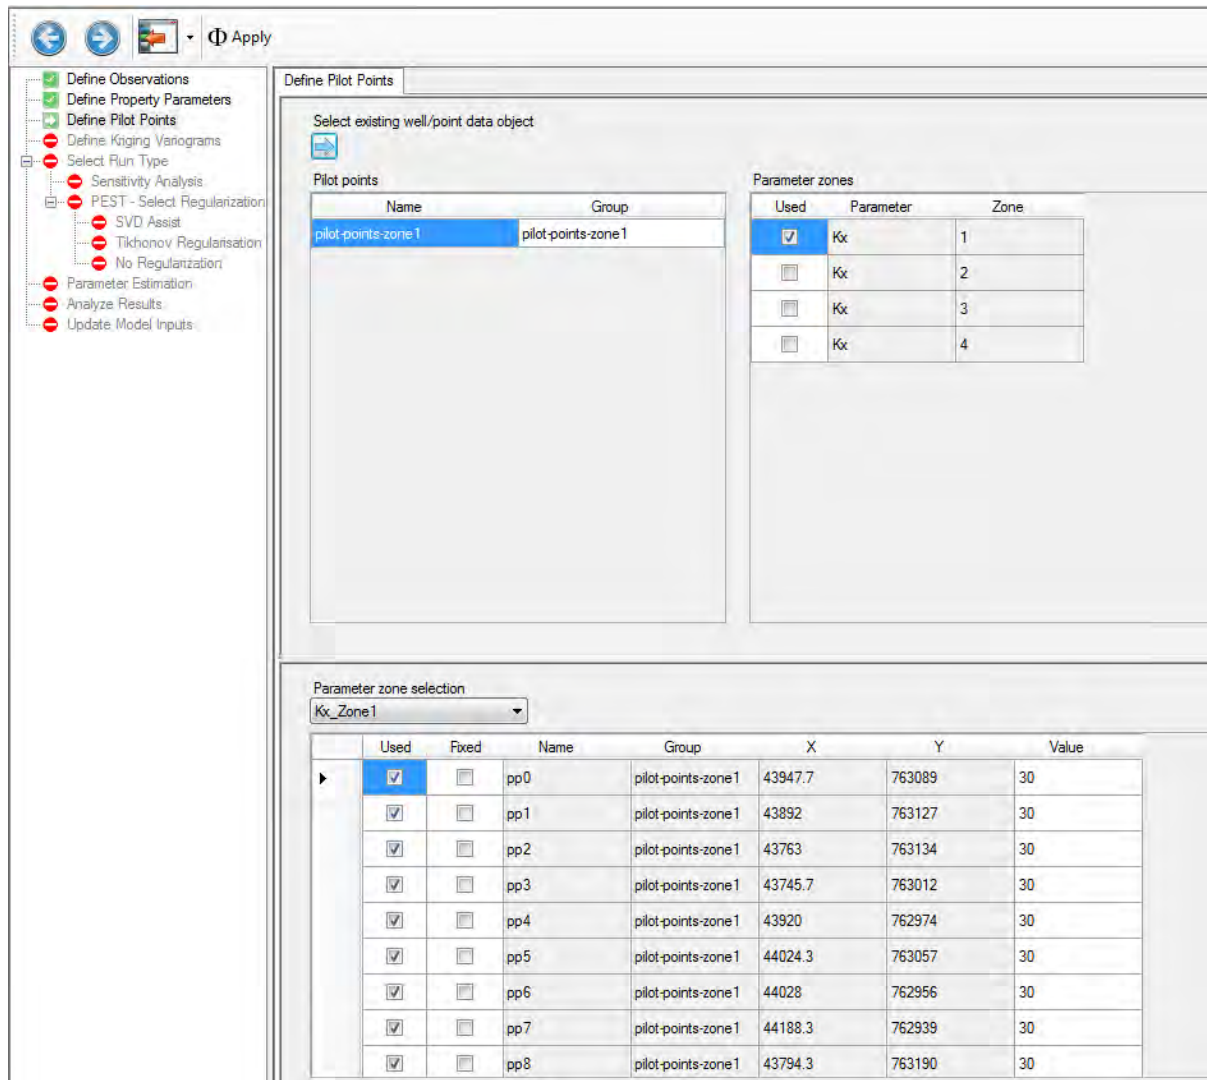 Φ Apply
Define Observations
Define Property Parameters
Define Pilot Points
Define Kriging Variograms
Select Run Type
Sensitivity Analysis
PEST - Select Regularization
SVD Assist
Tikhonov Regularisation
No Regularization
Parameter Estimation
Analyze Results
Update Model Inputs
Define Pilot Points
Select existing well/point data object
Pilot points
Name Group
pilot-points-zone1 pilot-points-zone1
Parameter zones
Used Parameter Zone
Kx 1
Kx 2
Kx 3
Kx 4
Parameter zone selection
Kx_Zone1
Used Fixed Name Group X Y Value
pp0 pilot-points-zone1 43947.7 763089 30
pp1 pilot-points-zone1 43892 763127 30
pp2 pilot-points-zone1 43763 763134 30
pp3 pilot-points-zone1 43745.7 763012 30
pp4 pilot-points-zone1 43920 762974 30
pp5 pilot-points-zone1 44024.3 763057 30
pp6 pilot-points-zone1 44028 762956 30
pp7 pilot-points-zone1 44188.3 762939 30
pp8 pilot-points-zone1 43794.3 763190 30